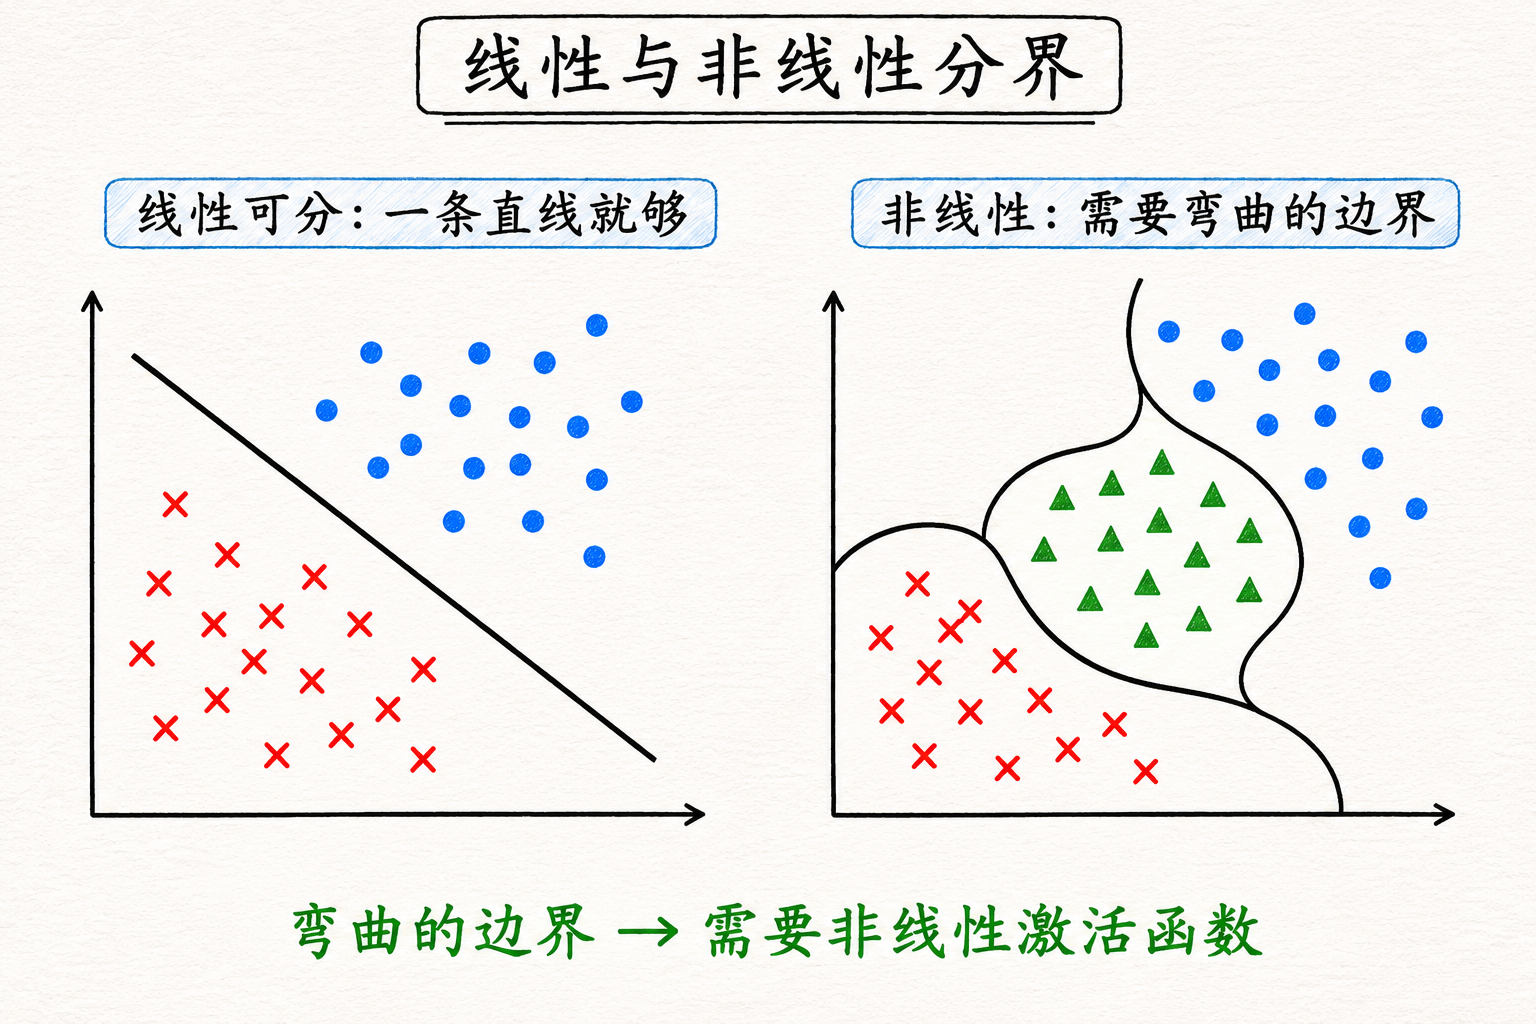 线性与非线性分界
线性可分：一条直线就够
非线性：需要弯曲的边界
弯曲的边界 → 需要非线性激活函数